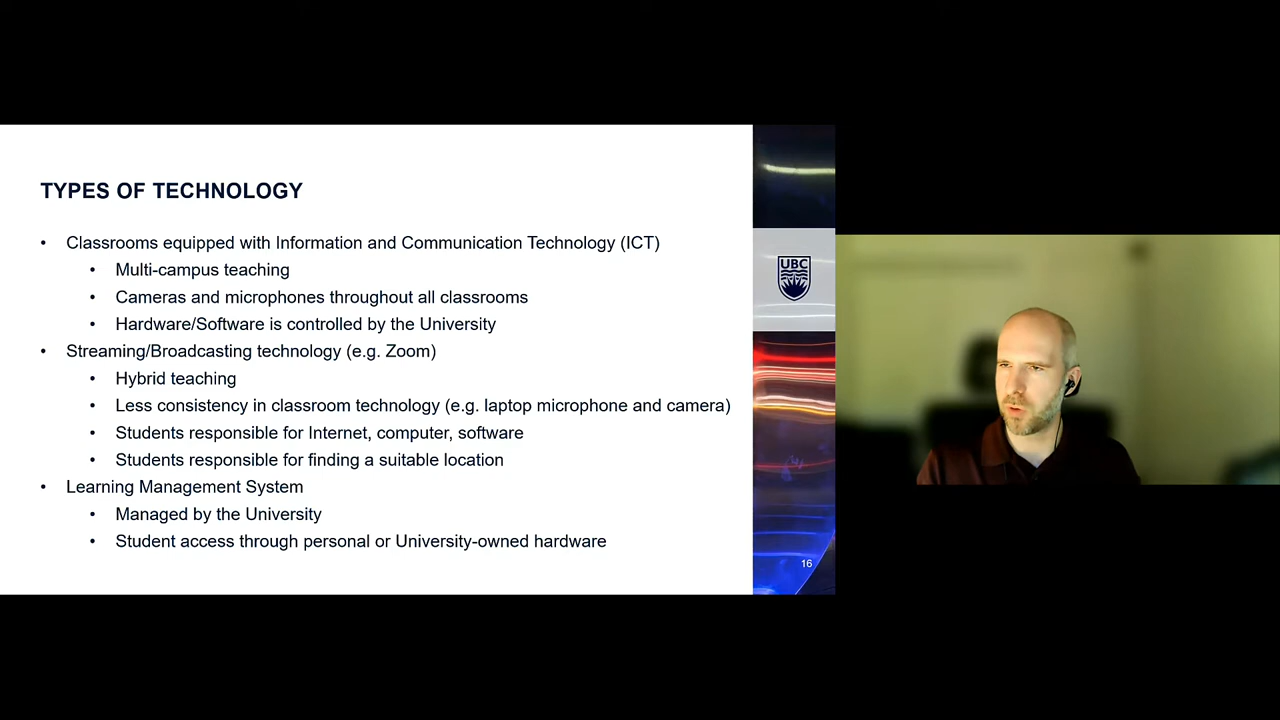 TYPES OF TECHNOLOGY
• Classrooms equipped with Information and Communication Technology (ICT)
• Multi-campus teaching
• Cameras and microphones throughout all classrooms
• Hardware/Software is controlled by the University
• Streaming/Broadcasting technology (e.g. Zoom)
• Hybrid teaching
• Less consistency in classroom technology (e.g. laptop microphone and camera)
• Students responsible for Internet, computer, software
• Students responsible for finding a suitable location
• Learning Management System
• Managed by the University
• Student access through personal or University-owned hardware
UBC
16